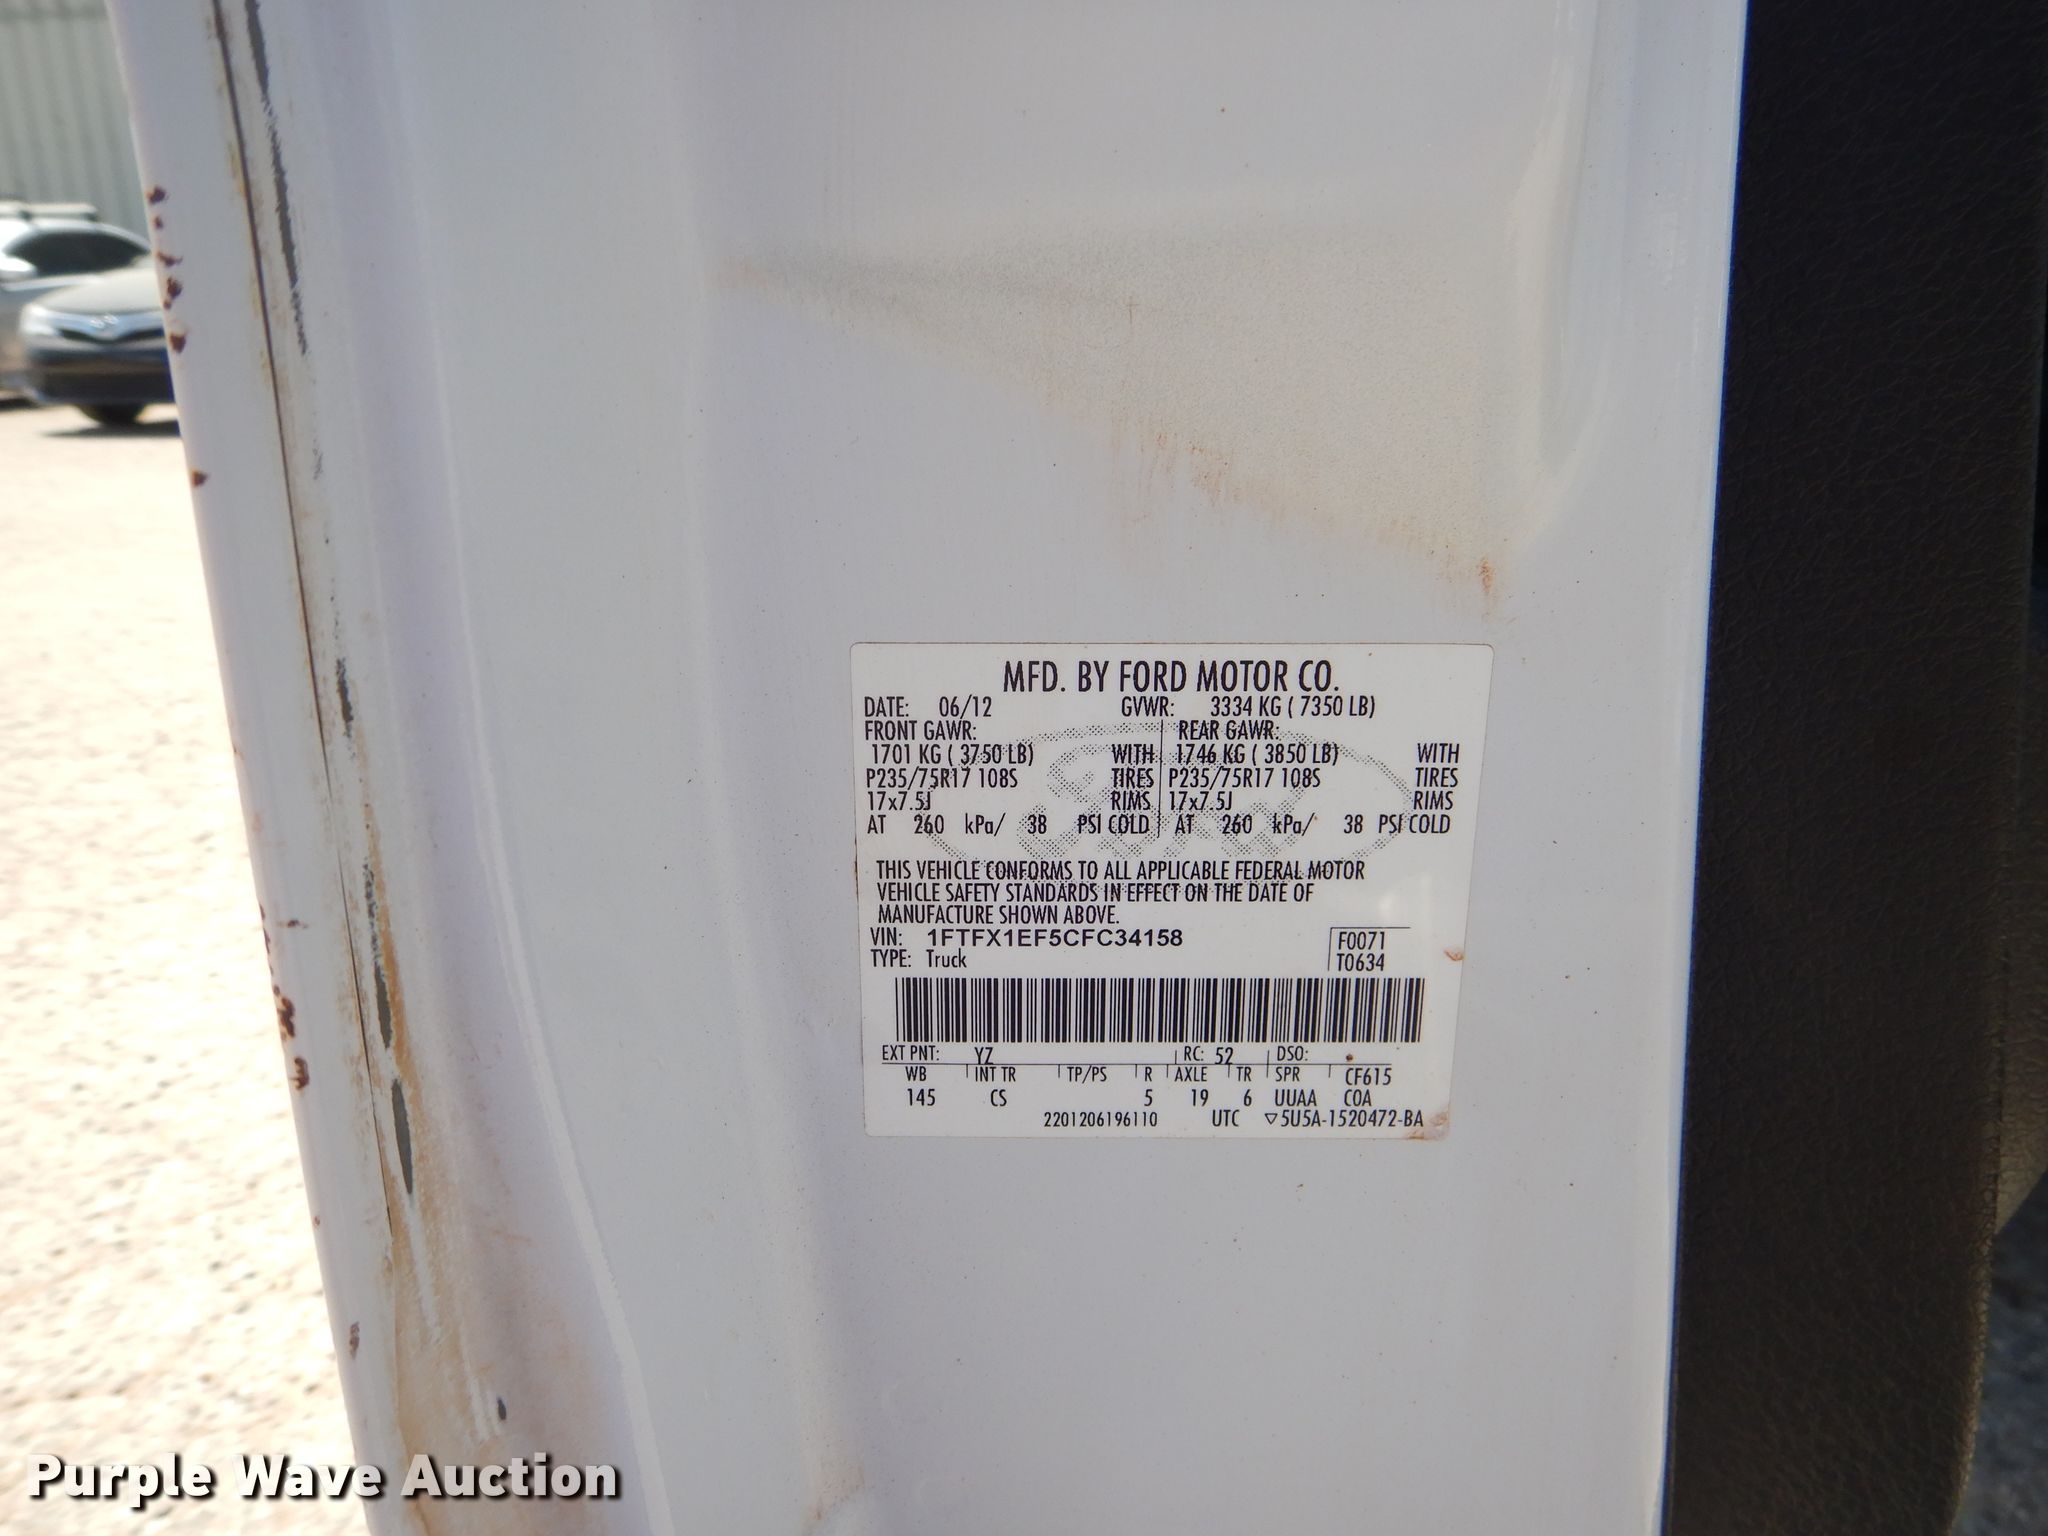 MFD. BY FORD MOTOR CO.
DATE: 06/12 GVWR: 3334 KG ( 7350 LB)
FRONT GAWR: REAR GAWR:
1701 KG ( 3750 LB) WITH 1746 KG ( 3850 LB) WITH
P235/75R17 108S TIRES P235/75R17 108S TIRES
17x7.5J RIMS 17x7.5J RIMS
AT 260 kPa/ 38 PSI COLD AT 260 kPa/ 38 PSI COLD
THIS VEHICLE CONFORMS TO ALL APPLICABLE FEDERAL MOTOR
VEHICLE SAFETY STANDARDS IN EFFECT ON THE DATE OF
MANUFACTURE SHOWN ABOVE.
VIN: 1FTFX1EF5CFC34158 F0071
TYPE: Truck T0634
EXT PNT: YZ RC: 52 DSO:
WB INT TR TP/PS R AXLE TR SPR CF615
145 CS 5 19 6 UUAA COA
2201206196110 UTC ▽5U5A-1520472-BA
Purple Wave Auction